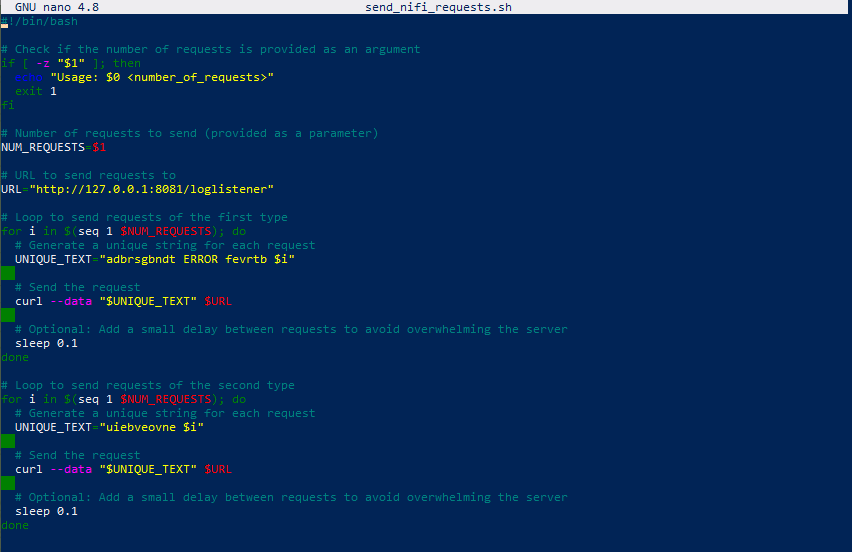 GNU nano 4.8 send_nifi_requests.sh
#!/bin/bash
# Check if the number of requests is provided as an argument
if [ -z "$1" ]; then
  echo "Usage: $0 <number_of_requests>"
  exit 1
fi
# Number of requests to send (provided as a parameter)
NUM_REQUESTS=$1
# URL to send requests to
URL="http://127.0.0.1:8081/loglistener"
# Loop to send requests of the first type
for i in $(seq 1 $NUM_REQUESTS); do
  # Generate a unique string for each request
  UNIQUE_TEXT="adbrsgbndt ERROR fevrtb $i"
  # Send the request
  curl --data "$UNIQUE_TEXT" $URL
  # Optional: Add a small delay between requests to avoid overwhelming the server
  sleep 0.1
done
# Loop to send requests of the second type
for i in $(seq 1 $NUM_REQUESTS); do
  # Generate a unique string for each request
  UNIQUE_TEXT="uiebveovne $i"
  # Send the request
  curl --data "$UNIQUE_TEXT" $URL
  # Optional: Add a small delay between requests to avoid overwhelming the server
  sleep 0.1
done